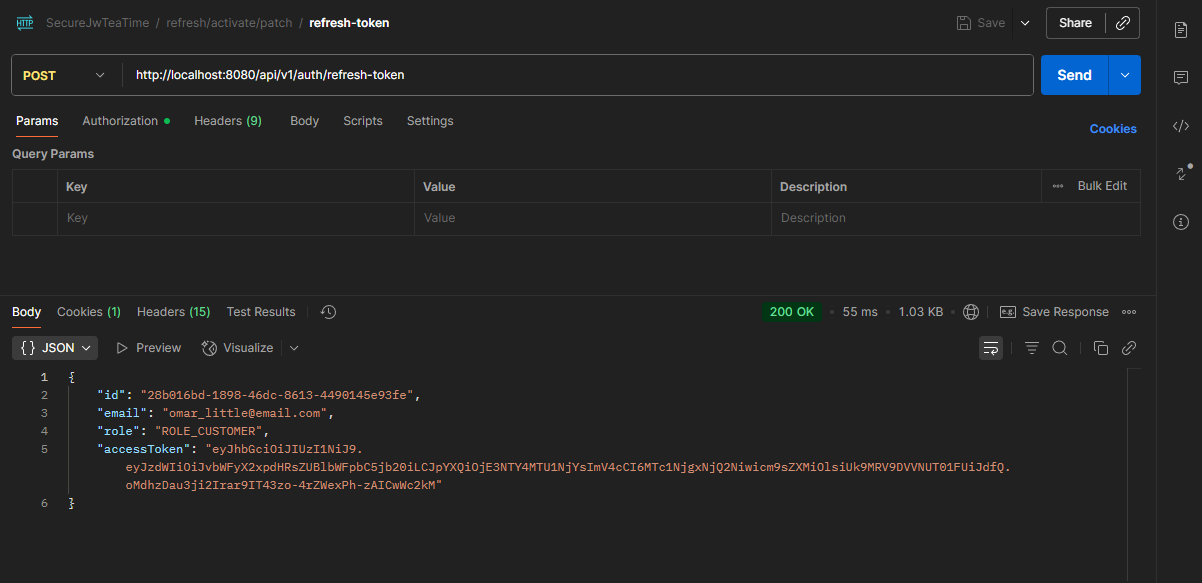 HTTP SecureJwTeaTime / refresh/activate/patch / refresh-token Save Share
POST http://localhost:8080/api/v1/auth/refresh-token Send
Params Authorization Headers (9) Body Scripts Settings Cookies
Query Params
Key Value Description Bulk Edit
Key Value Description
Body Cookies (1) Headers (15) Test Results 200 OK 55 ms 1.03 KB e.g. Save Response
{} JSON Preview Visualize
1 {
2 "id": "28b016bd-1898-46dc-8613-4490145e93fe",
3 "email": "omar_little@email.com",
4 "role": "ROLE_CUSTOMER",
5 "accessToken": "eyJhbGciOiJIUzI1NiJ9.
eyJzdWIiOiJvbWFyX2xpdHRsZUBlbWFpbC5jb20iLCJpYXQiOjE3NTY4MTU1NjYsImV4cCI6MTc1NjgxNjQ2Niwicm9sZXMiOlsiUk9MRV9DVVNUT01FUiJdfQ.
oMdhzDau3ji2Irar9IT43zo-4rZWexPh-zAICwWc2kM"
6 }